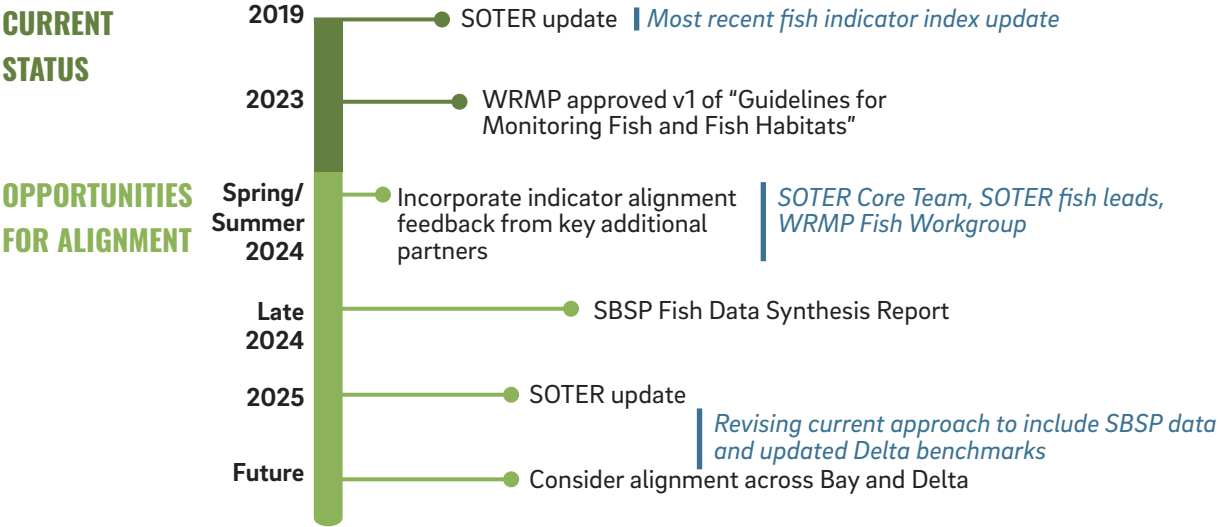 CURRENT
STATUS
2019
SOTER update
Most recent fish indicator index update
2023
WRMP approved v1 of “Guidelines for
Monitoring Fish and Fish Habitats”
OPPORTUNITIES
FOR ALIGNMENT
Spring/
Summer
2024
Incorporate indicator alignment
feedback from key additional
partners
SOTER Core Team, SOTER fish leads,
WRMP Fish Workgroup
Late
2024
SBSP Fish Data Synthesis Report
2025
SOTER update
Revising current approach to include SBSP data
and updated Delta benchmarks
Future
Consider alignment across Bay and Delta